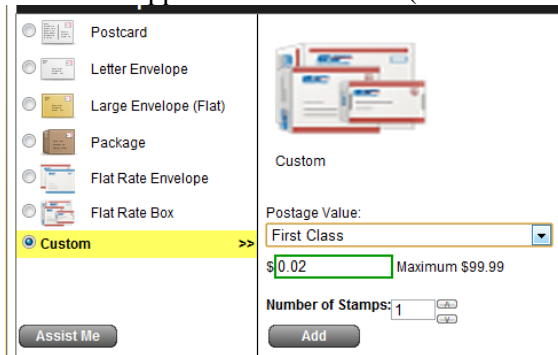 Postcard
Letter Envelope
Large Envelope (Flat)
Package
Flat Rate Envelope
Flat Rate Box
Custom >>
Assist Me
Custom
Postage Value:
First Class
$ 0.02 Maximum $99.99
Number of Stamps: 1
Add